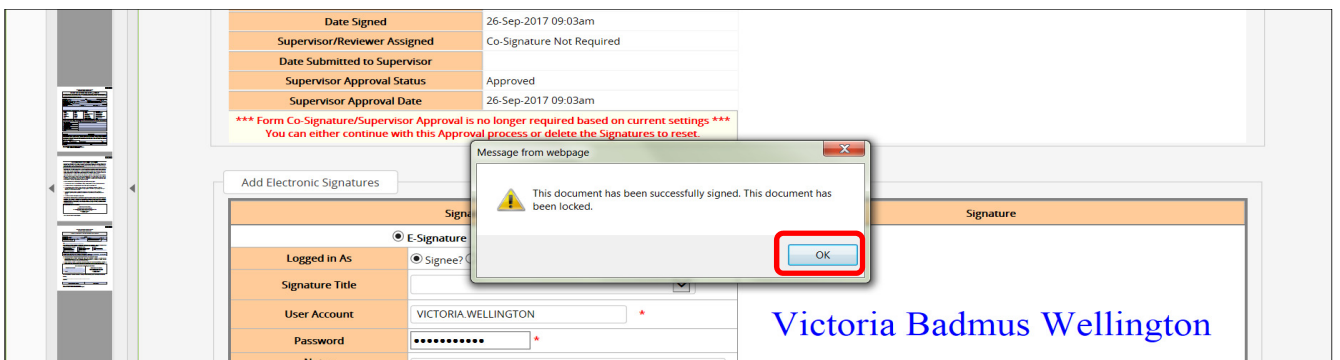 Date Signed 26-Sep-2017 09:03am
Supervisor/Reviewer Assigned Co-Signature Not Required
Date Submitted to Supervisor
Supervisor Approval Status Approved
Supervisor Approval Date 26-Sep-2017 09:03am
*** Form Co-Signature/Supervisor Approval is no longer required based on current settings ***
You can either continue with this Approval process or delete the Signatures to reset.
Message from webpage
This document has been successfully signed. This document has
been locked.
OK
Add Electronic Signatures
Signature
E-Signature
Logged in As Signee?
Signature Title
User Account VICTORIA.WELLINGTON *
Password ••••••••••• *
Victoria Badmus Wellington